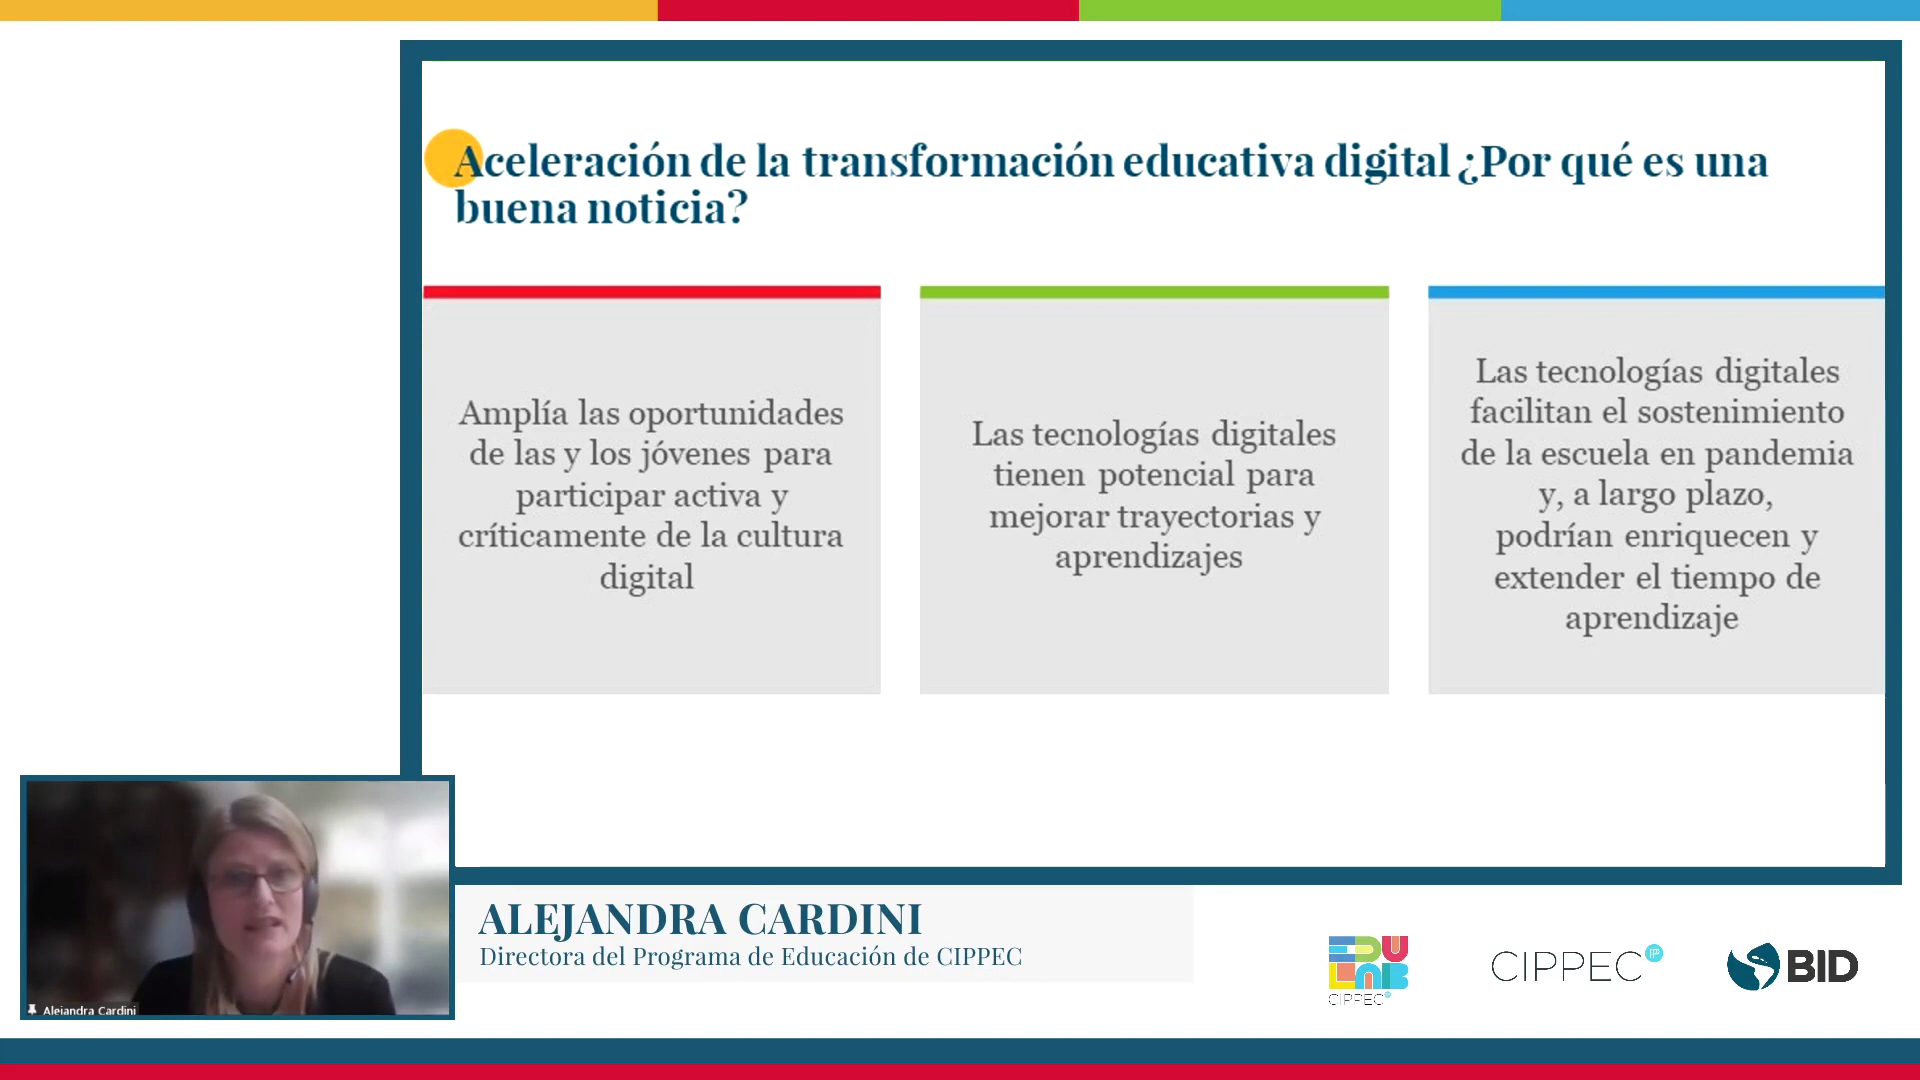 Aceleración de la transformación educativa digital ¿Por qué es una
buena noticia?
Amplía las oportunidades
de las y los jóvenes para
participar activa y
críticamente de la cultura
digital
Las tecnologías digitales
tienen potencial para
mejorar trayectorias y
aprendizajes
Las tecnologías digitales
facilitan el sostenimiento
de la escuela en pandemia
y, a largo plazo,
podrían enriquecen y
extender el tiempo de
aprendizaje
Alejandra Cardini
ALEJANDRA CARDINI
Directora del Programa de Educación de CIPPEC
EDU
LAB
CIPPEC
CIPPEC
BID